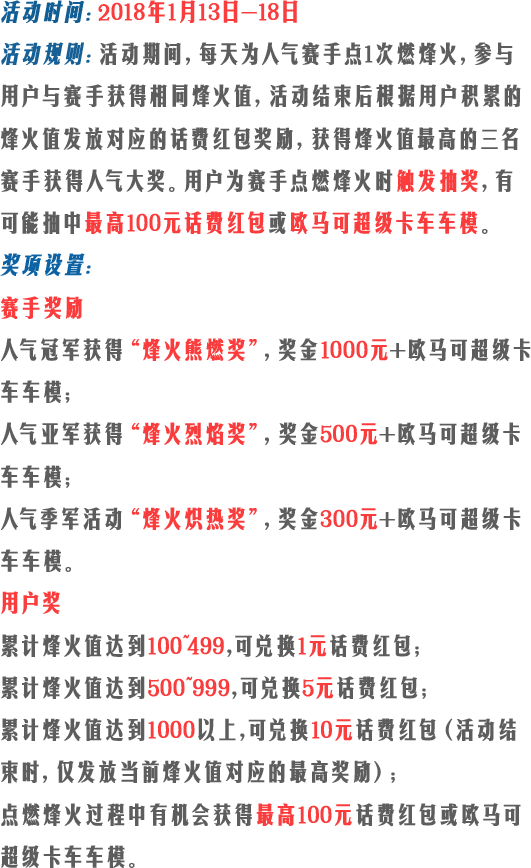 活动时间：2018年1月13日—18日
活动规则：活动期间，每天为人气赛手点1次燃烽火，参与
用户与赛手获得相同烽火值，活动结束后根据用户积累的
烽火值发放对应的话费红包奖励，获得烽火值最高的三名
赛手获得人气大奖。用户为赛手点燃烽火时触发抽奖，有
可能抽中最高100元话费红包或欧马可超级卡车车模。
奖项设置：
赛手奖励
人气冠军获得“烽火熊燃奖”，奖金1000元+欧马可超级卡
车车模；
人气亚军获得“烽火烈焰奖”，奖金500元+欧马可超级卡
车车模；
人气季军活动“烽火炽热奖”，奖金300元+欧马可超级卡
车车模。
用户奖
累计烽火值达到100~499,可兑换1元话费红包；
累计烽火值达到500~999,可兑换5元话费红包；
累计烽火值达到1000以上,可兑换10元话费红包（活动结
束时，仅发放当前烽火值对应的最高奖励）；
点燃烽火过程中有机会获得最高100元话费红包或欧马可
超级卡车车模。